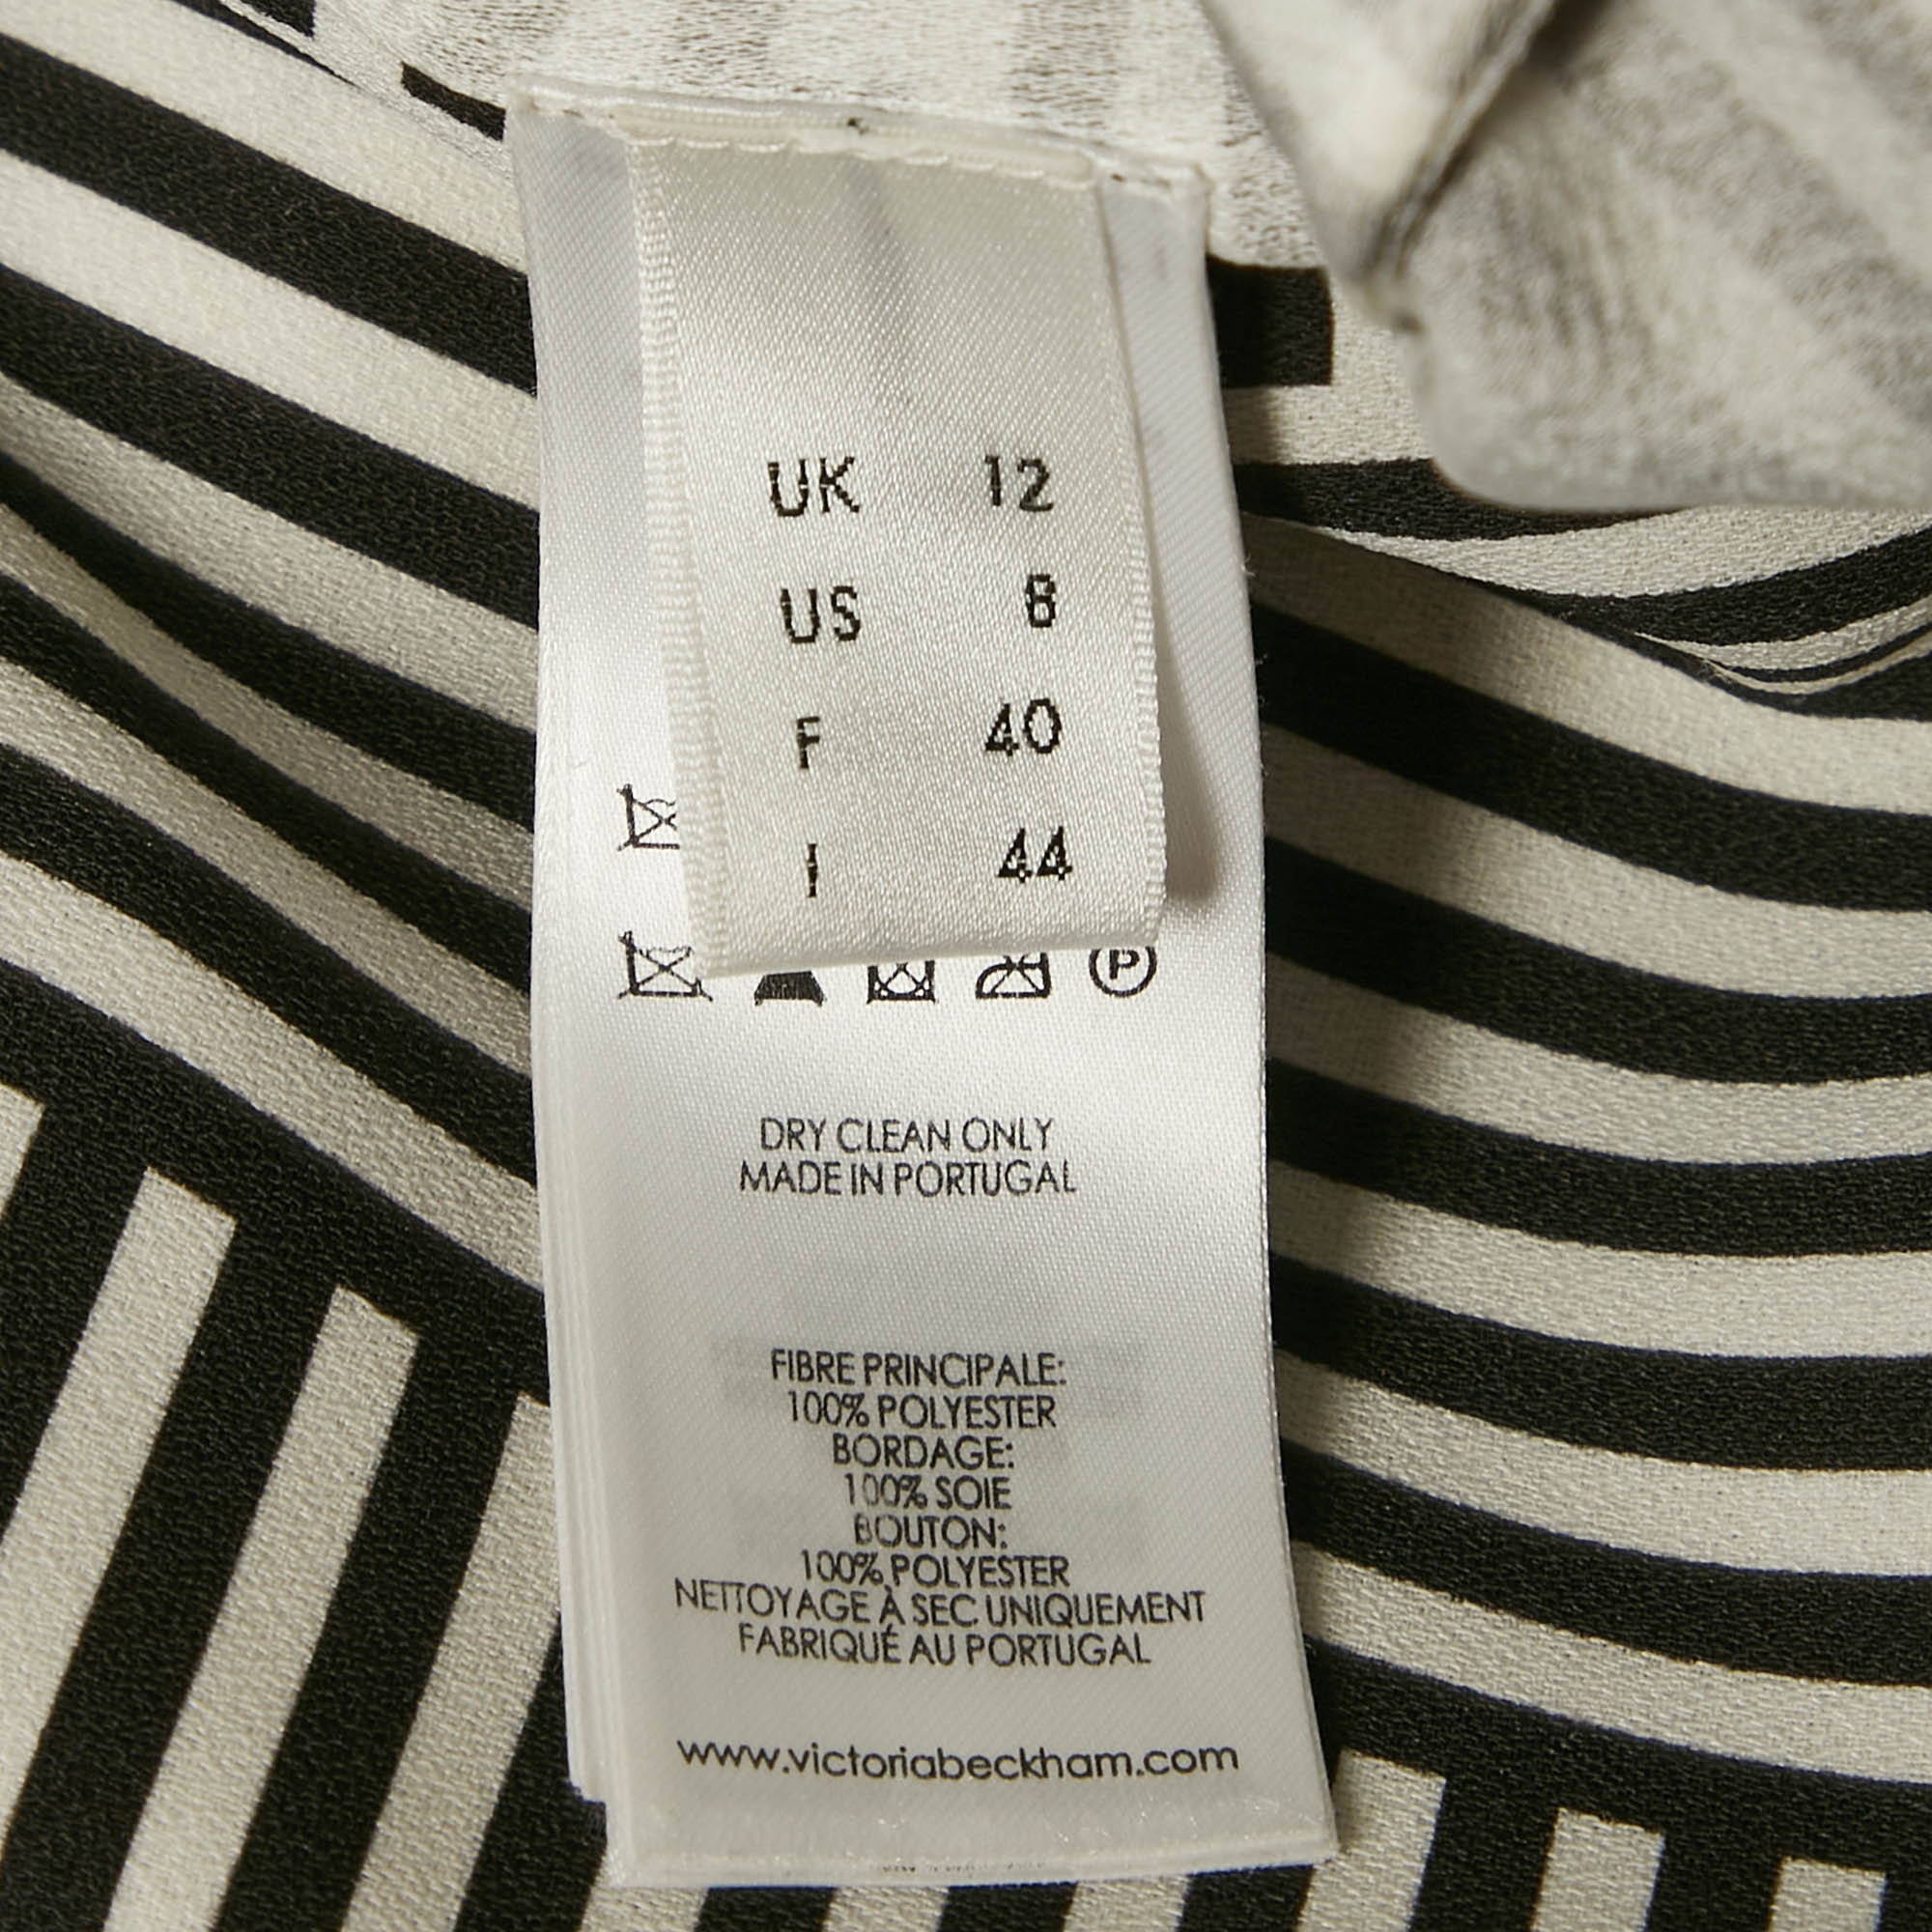 UK 12
US 8
F 40
I 44
P
DRY CLEAN ONLY
MADE IN PORTUGAL
FIBRE PRINCIPALE:
100% POLYESTER
BORDAGE:
100% SOIE
BOUTON:
100% POLYESTER
NETTOYAGE À SEC UNIQUEMENT
FABRIQUÉ AU PORTUGAL
www.victoriabeckham.com